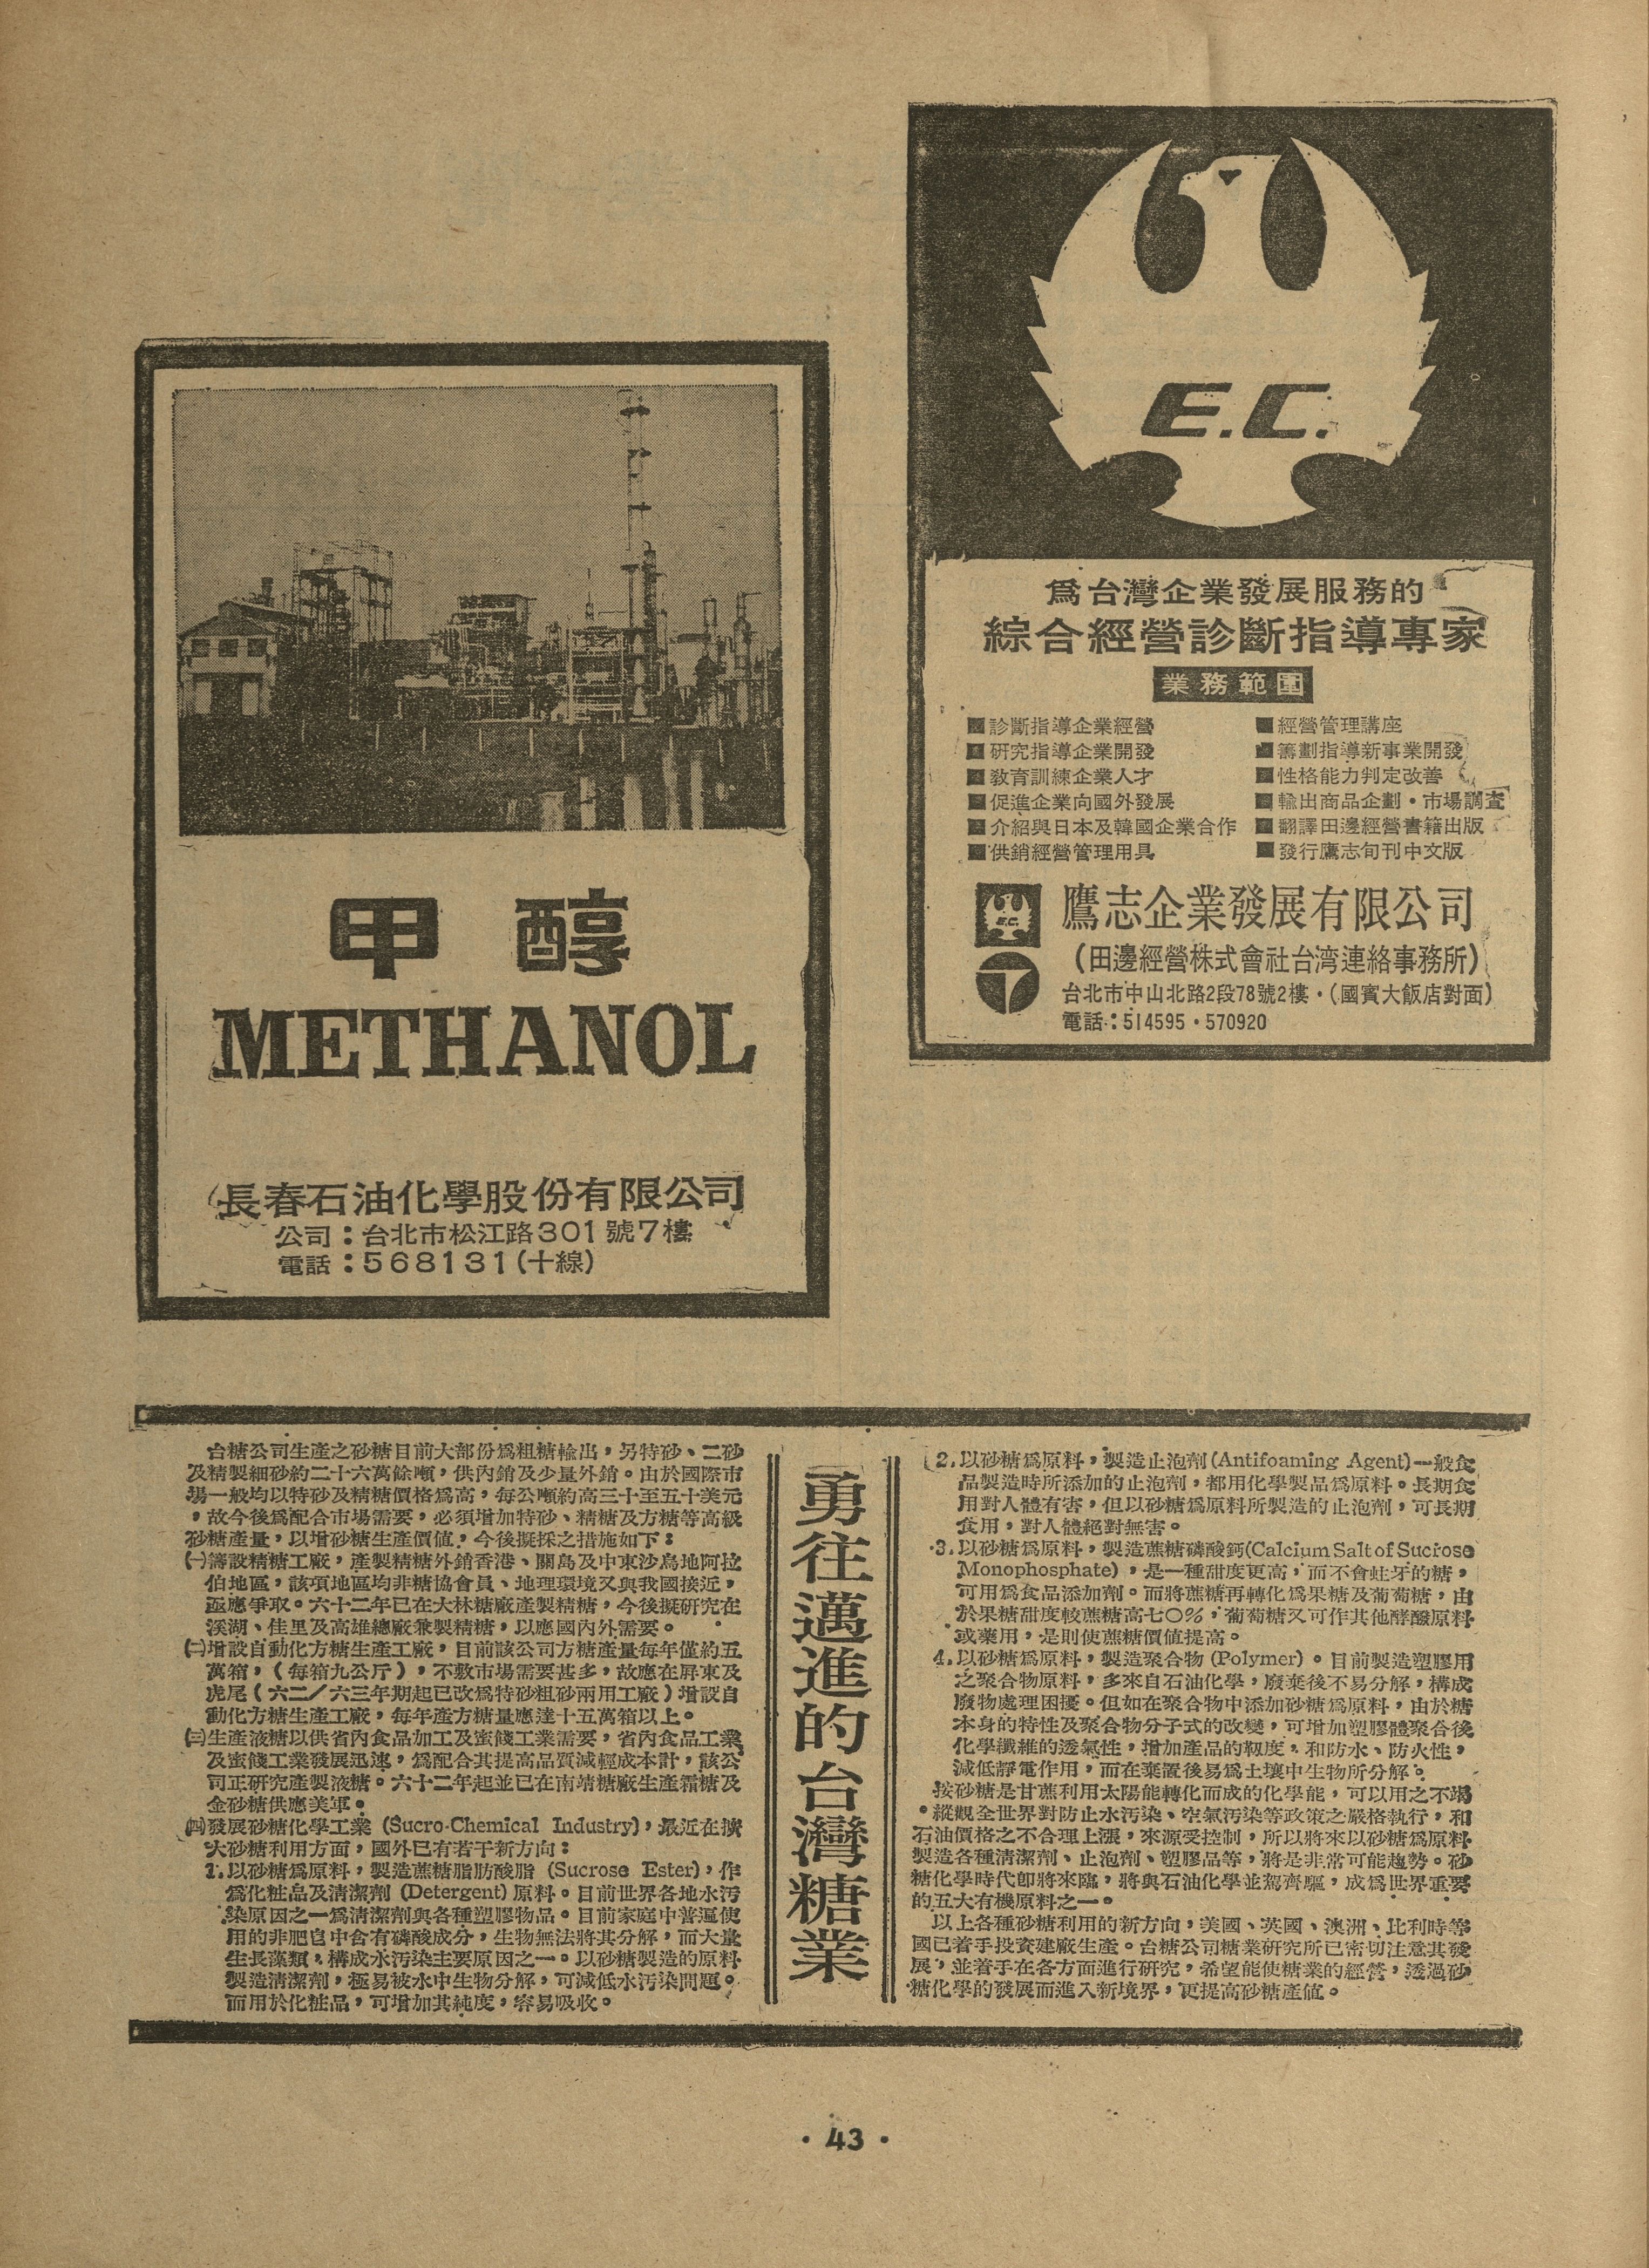 E.C.
爲台灣企業發展服務的
綜合經營診斷指導專家
業務範圍
■診斷指導企業經營
■研究指導企業開發
■教育訓練企業人才
■促進企業向國外發展
■介紹與日本及韓國企業合作
■供銷經營管理用具
■經營管理講座
■籌劃指導新事業開發
■性格能力判定改善
■輸出商品企劃・市場調查
■翻譯田邊經營書籍出版
■發行鷹志旬刊中文版
E.C.
鷹志企業發展有限公司
（田邊經營株式會社台湾連絡事務所）
台北市中山北路2段78號2樓・（國賓大飯店對面）
電話：514595・570920
甲醇
METHANOL
長春石油化學股份有限公司
公司：台北市松江路301號7樓
電話：568131(十線)
勇往邁進的台灣糖業
台糖公司生產之砂糖目前大部份爲粗糖輸出，另特砂、二砂
及精製細砂約二十六萬餘噸，供內銷及少量外銷。由於國際市
場一般均以特砂及精糖價格爲高，每公噸約高三十至五十美元
，故今後爲配合市場需要，必須增加特砂、精糖及方糖等高級
砂糖產量，以增砂糖生產價値，今後擬採之措施如下：
㈠籌設精糖工廠，產製精糖外銷香港、關島及中東沙烏地阿拉
伯地區，該項地區均非糖協會員、地理環境又與我國接近，
亟應爭取。六十二年已在大林糖廠產製精糖，今後擬研究在
溪湖、佳里及高雄總廠兼製精糖，以應國內外需要。
㈡增設自動化方糖生產工廠，目前該公司方糖產量每年僅約五
萬箱，（每箱九公斤），不敷市場需要甚多，故應在屏東及
虎尾（六二／六三年期起已改爲特砂粗砂兩用工廠）增設自
動化方糖生產工廠，每年產方糖量應達十五萬箱以上。
㈢生產液糖以供省內食品加工及蜜餞工業需要，省內食品工業
及蜜餞工業發展迅速，爲配合其提高品質減輕成本計，該公
司正研究產製液糖。六十二年起並已在南靖糖廠生產霜糖及
金砂糖供應美軍。
㈣發展砂糖化學工業 (Sucro-Chemical Industry)，最近在擴
大砂糖利用方面，國外已有若干新方向：
1.以砂糖爲原料，製造蔗糖脂肪酸脂 (Sucrose Ester)，作
爲化粧品及清潔劑 (Detergent) 原料。目前世界各地水污
染原因之一爲清潔劑與各種塑膠物品。目前家庭中普遍使
用的非肥皂中含有磷酸成分，生物無法將其分解，而大量
生長藻類，構成水污染主要原因之一。以砂糖製造的原料
製造清潔劑，極易被水中生物分解，可減低水污染問題。
而用於化粧品，可增加其純度，容易吸收。
2.以砂糖爲原料，製造止泡劑(Antifoaming Agent)一般食
品製造時所添加的止泡劑，都用化學製品爲原料。長期食
用對人體有害，但以砂糖爲原料所製造的止泡劑，可長期
食用，對人體絕對無害。
3.以砂糖爲原料，製造蔗糖磷酸鈣(Calcium Salt of Sucrose
Monophosphate)，是一種甜度更高，而不會蛀牙的糖，
可用爲食品添加劑。而將蔗糖再轉化爲果糖及葡萄糖，由
於果糖甜度較蔗糖高七〇%，葡萄糖又可作其他酵酸原料
或藥用，是則使蔗糖價値提高。
4.以砂糖爲原料，製造聚合物 (Polymer)。目前製造塑膠用
之聚合物原料，多來自石油化學，廢棄後不易分解，構成
廢物處理困擾。但如在聚合物中添加砂糖爲原料，由於糖
本身的特性及聚合物分子式的改變，可增加塑膠體聚合後
化學纖維的透氣性，增加產品的靱度，和防水、防火性，
減低靜電作用，而在棄置後易爲土壤中生物所分解。
按砂糖是甘蔗利用太陽能轉化而成的化學能，可以用之不竭
。縱觀全世界對防止水污染、空氣污染等政策之嚴格執行，和
石油價格之不合理上漲，來源受控制，所以將來以砂糖爲原料
製造各種清潔劑、止泡劑、塑膠品等，將是非常可能趨勢。砂
糖化學時代卽將來臨，將與石油化學並駕齊驅，成爲世界重要
的五大有機原料之一。
以上各種砂糖利用的新方向，美國、英國、澳洲、比利時等
國已着手投資建廠生產。台糖公司糖業研究所已密切注意其發
展，並着手在各方面進行研究，希望能使糖業的經營，透過砂
糖化學的發展而進入新境界，更提高砂糖產値。
・43・